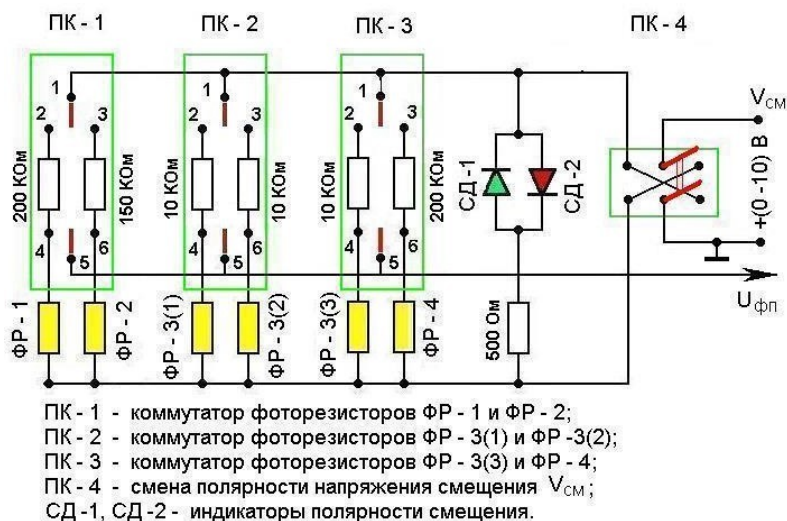 ПК - 1
ПК - 2
ПК - 3
ПК - 4
1
2
3
200 КОм
150 КОм
4
6
5
1
2
3
10 КОм
10 КОм
4
6
5
1
2
3
10 КОм
200 КОм
4
6
5
СД -1
СД -2
VСМ
+(0 -10) В
Uфп
ФР - 1
ФР - 2
ФР - 3(1)
ФР - 3(2)
ФР - 3(3)
ФР - 4
500 Ом
ПК - 1 - коммутатор фоторезисторов ФР - 1 и ФР - 2;
ПК - 2 - коммутатор фоторезисторов ФР - 3(1) и ФР -3(2);
ПК - 3 - коммутатор фоторезисторов ФР - 3(3) и ФР - 4;
ПК - 4 - смена полярности напряжения смещения VСМ ;
СД -1, СД -2 - индикаторы полярности смещения.